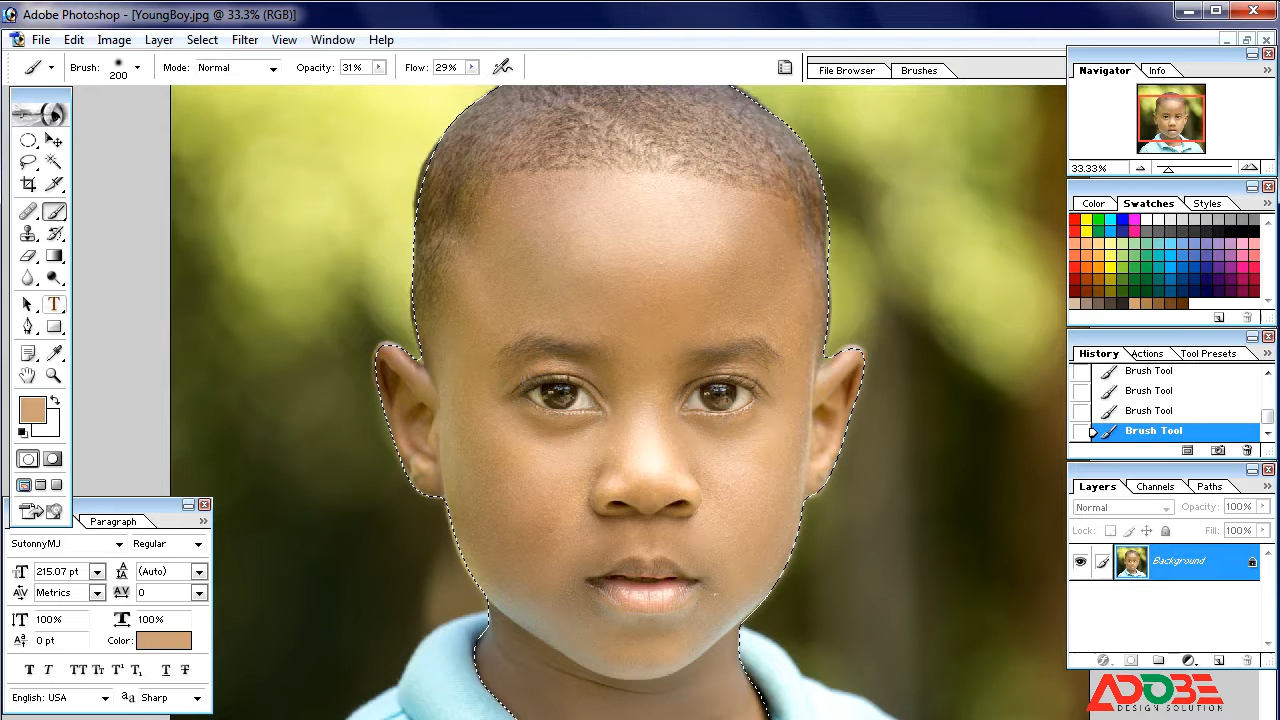 Adobe Photoshop - [YoungBoy.jpg @ 33.3% (RGB)]
File Edit Image Layer Select Filter View Window Help
Brush: 200 Mode: Normal Opacity: 31% Flow: 29% File Browser Brushes
Navigator Info
33.33%
Color Swatches Styles
History Actions Tool Presets
Brush Tool
Brush Tool
Brush Tool
Brush Tool
Layers Channels Paths
Normal Opacity: 100%
Lock: Fill: 100%
Background
T
Paragraph
SutonnyMJ Regular
215.07 pt (Auto)
Metrics 0
100% 100%
0 pt Color:
T T TT Tr T¹ T₁ T T
English: USA aa Sharp
ADOBE
DESIGN SOLUTION